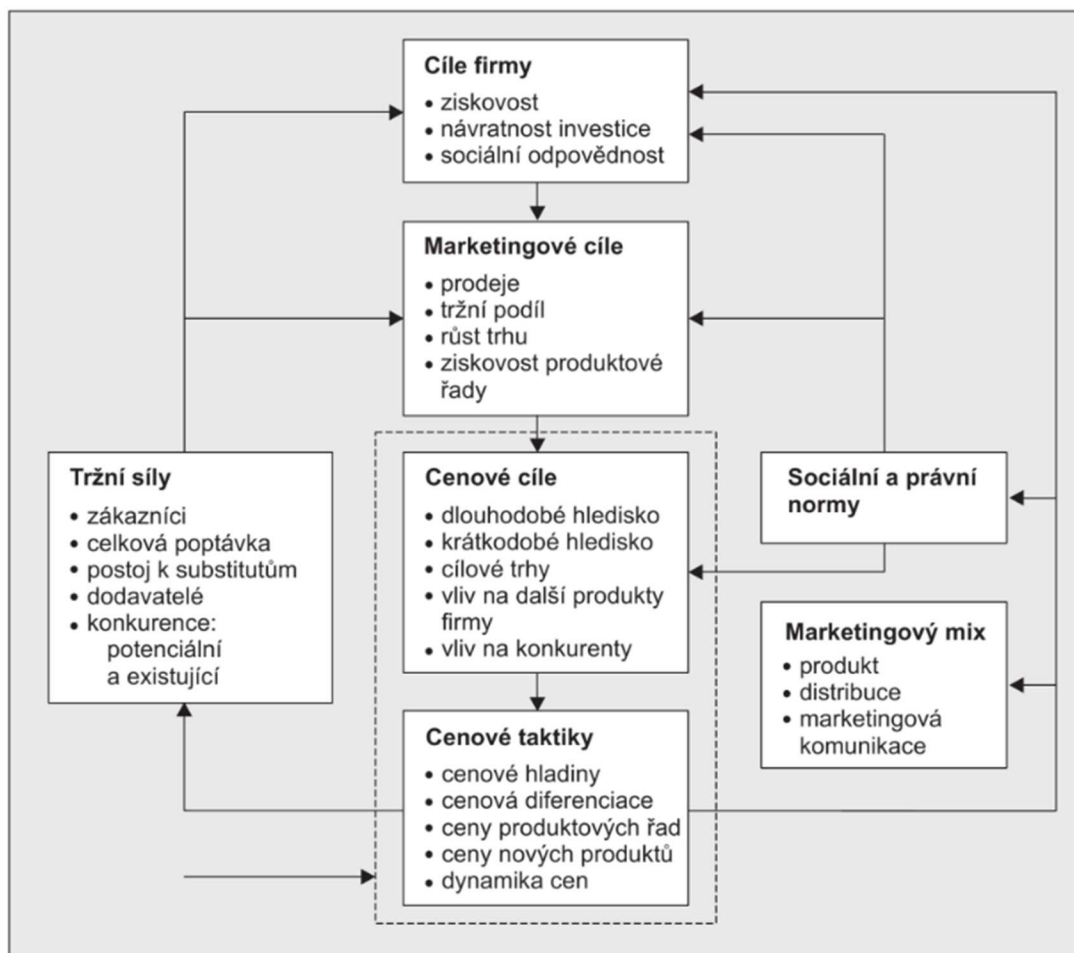 Cíle firmy
• ziskovost
• návratnost investice
• sociální odpovědnost
Marketingové cíle
• prodeje
• tržní podíl
• růst trhu
• ziskovost produktové
řady
Tržní síly
• zákazníci
• celková poptávka
• postoj k substitutům
• dodavatelé
• konkurence:
potenciální
a existující
Cenové cíle
• dlouhodobé hledisko
• krátkodobé hledisko
• cílové trhy
• vliv na další produkty
firmy
• vliv na konkurenty
Sociální a právní
normy
Marketingový mix
• produkt
• distribuce
• marketingová
komunikace
Cenové taktiky
• cenové hladiny
• cenová diferenciace
• ceny produktových řad
• ceny nových produktů
• dynamika cen